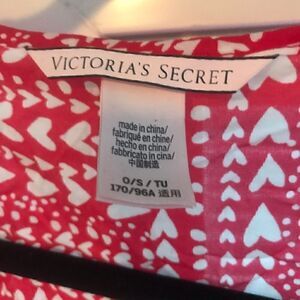 VICTORIA'S SECRET
made in china/
fabriqué en chine/
hecho en china/
fabbricato in cina/
中国制造
O/S / TU
170/96A 适用